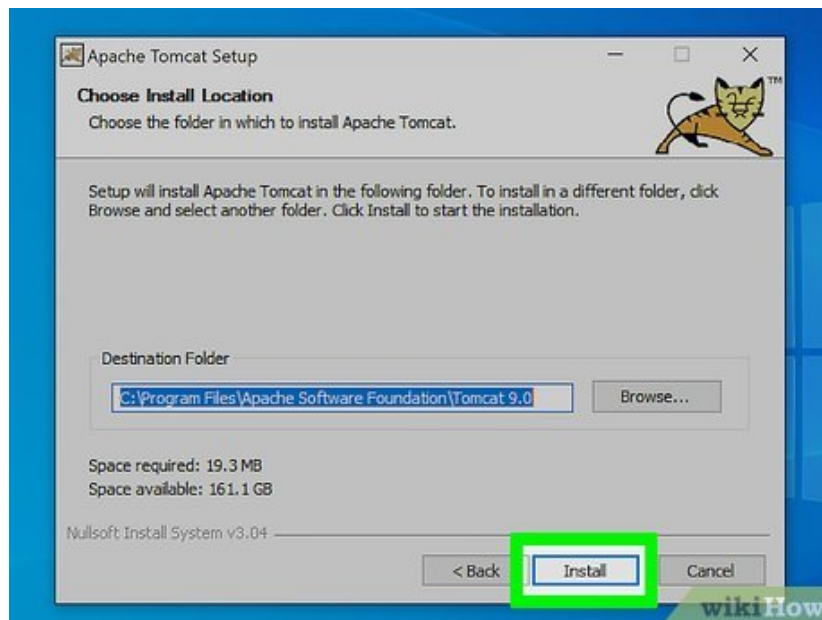 Apache Tomcat Setup
Choose Install Location
Choose the folder in which to install Apache Tomcat.
TM
Setup will install Apache Tomcat in the following folder. To install in a different folder, click
Browse and select another folder. Click Install to start the installation.
Destination Folder
C:\Program Files\Apache Software Foundation\Tomcat 9.0
Browse...
Space required: 19.3 MB
Space available: 161.1 GB
Nullsoft Install System v3.04
< Back Install Cancel
wikiHow